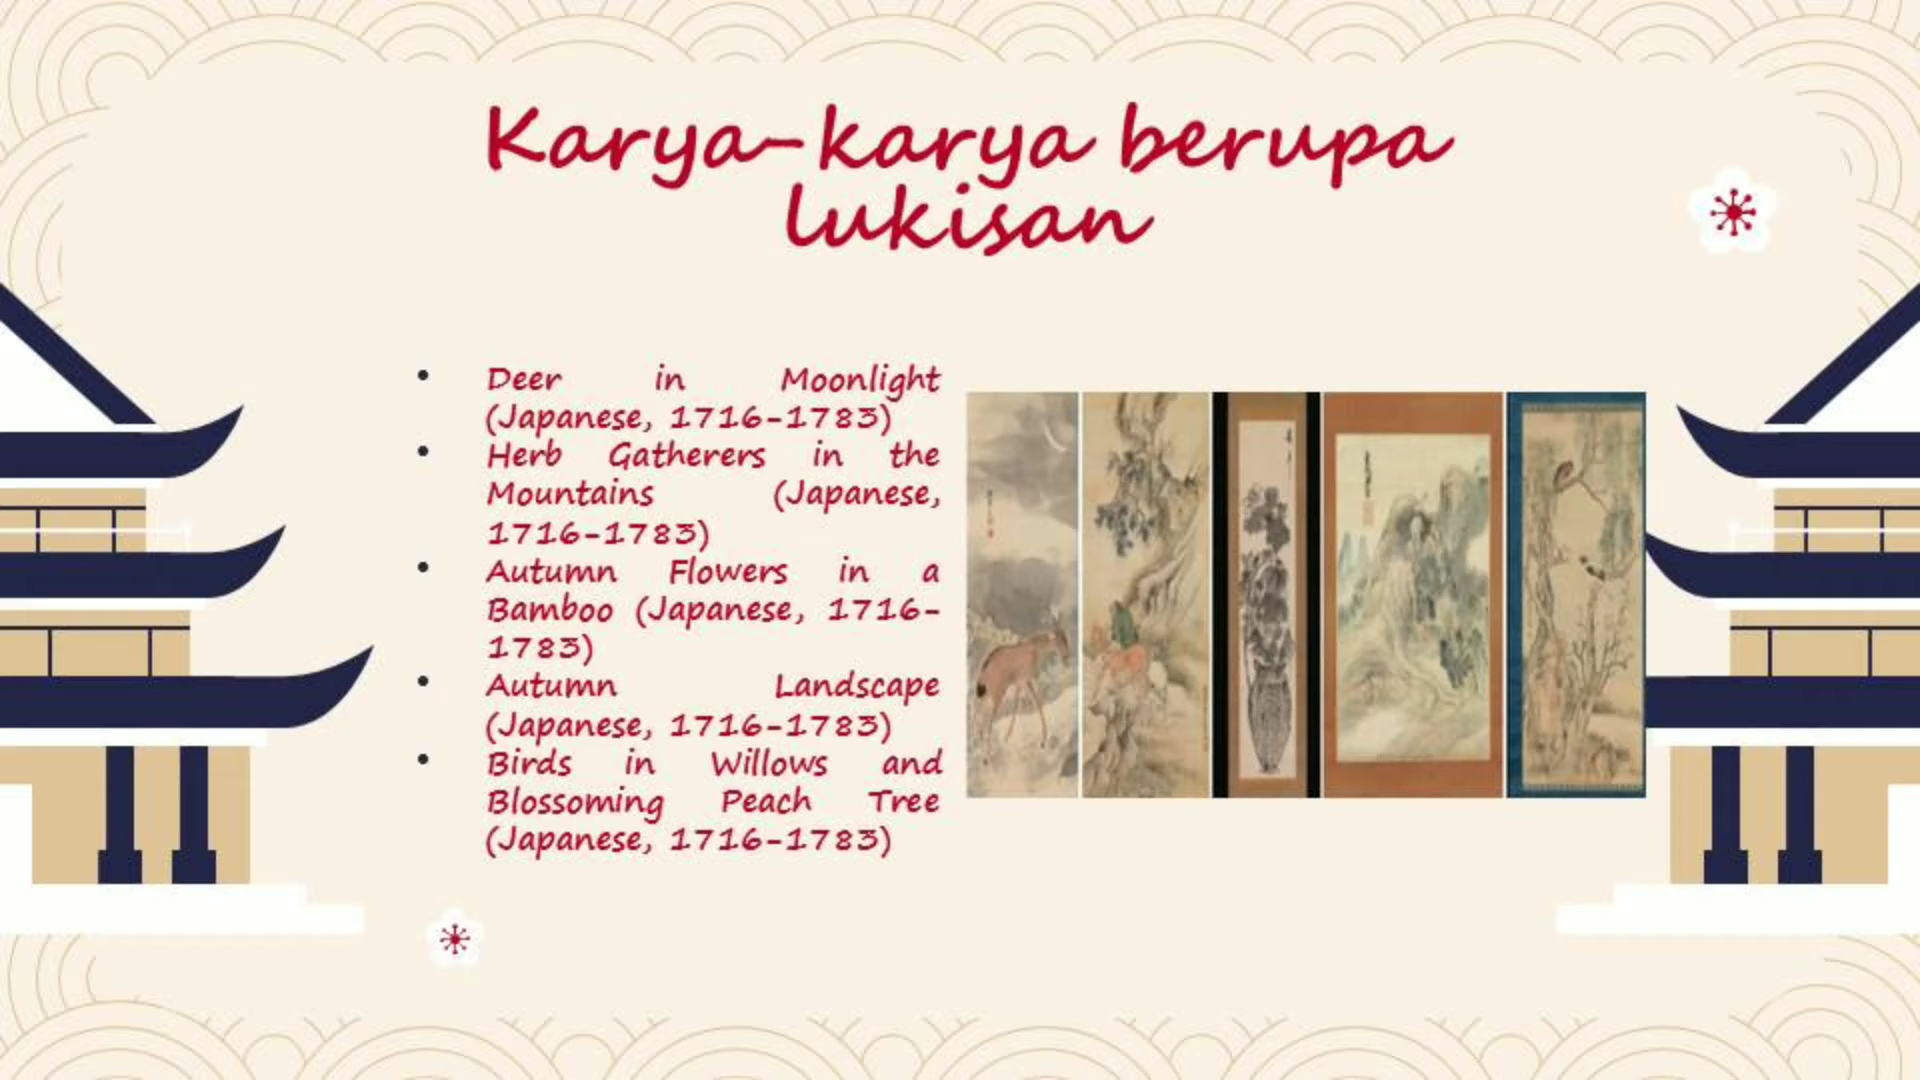 Karya-karya berupa
lukisan
• Deer in Moonlight
(Japanese, 1716-1783)
• Herb Gatherers in the
Mountains (Japanese,
1716-1783)
• Autumn Flowers in a
Bamboo (Japanese, 1716-
1783)
• Autumn Landscape
(Japanese, 1716-1783)
• Birds in Willows and
Blossoming Peach Tree
(Japanese, 1716-1783)